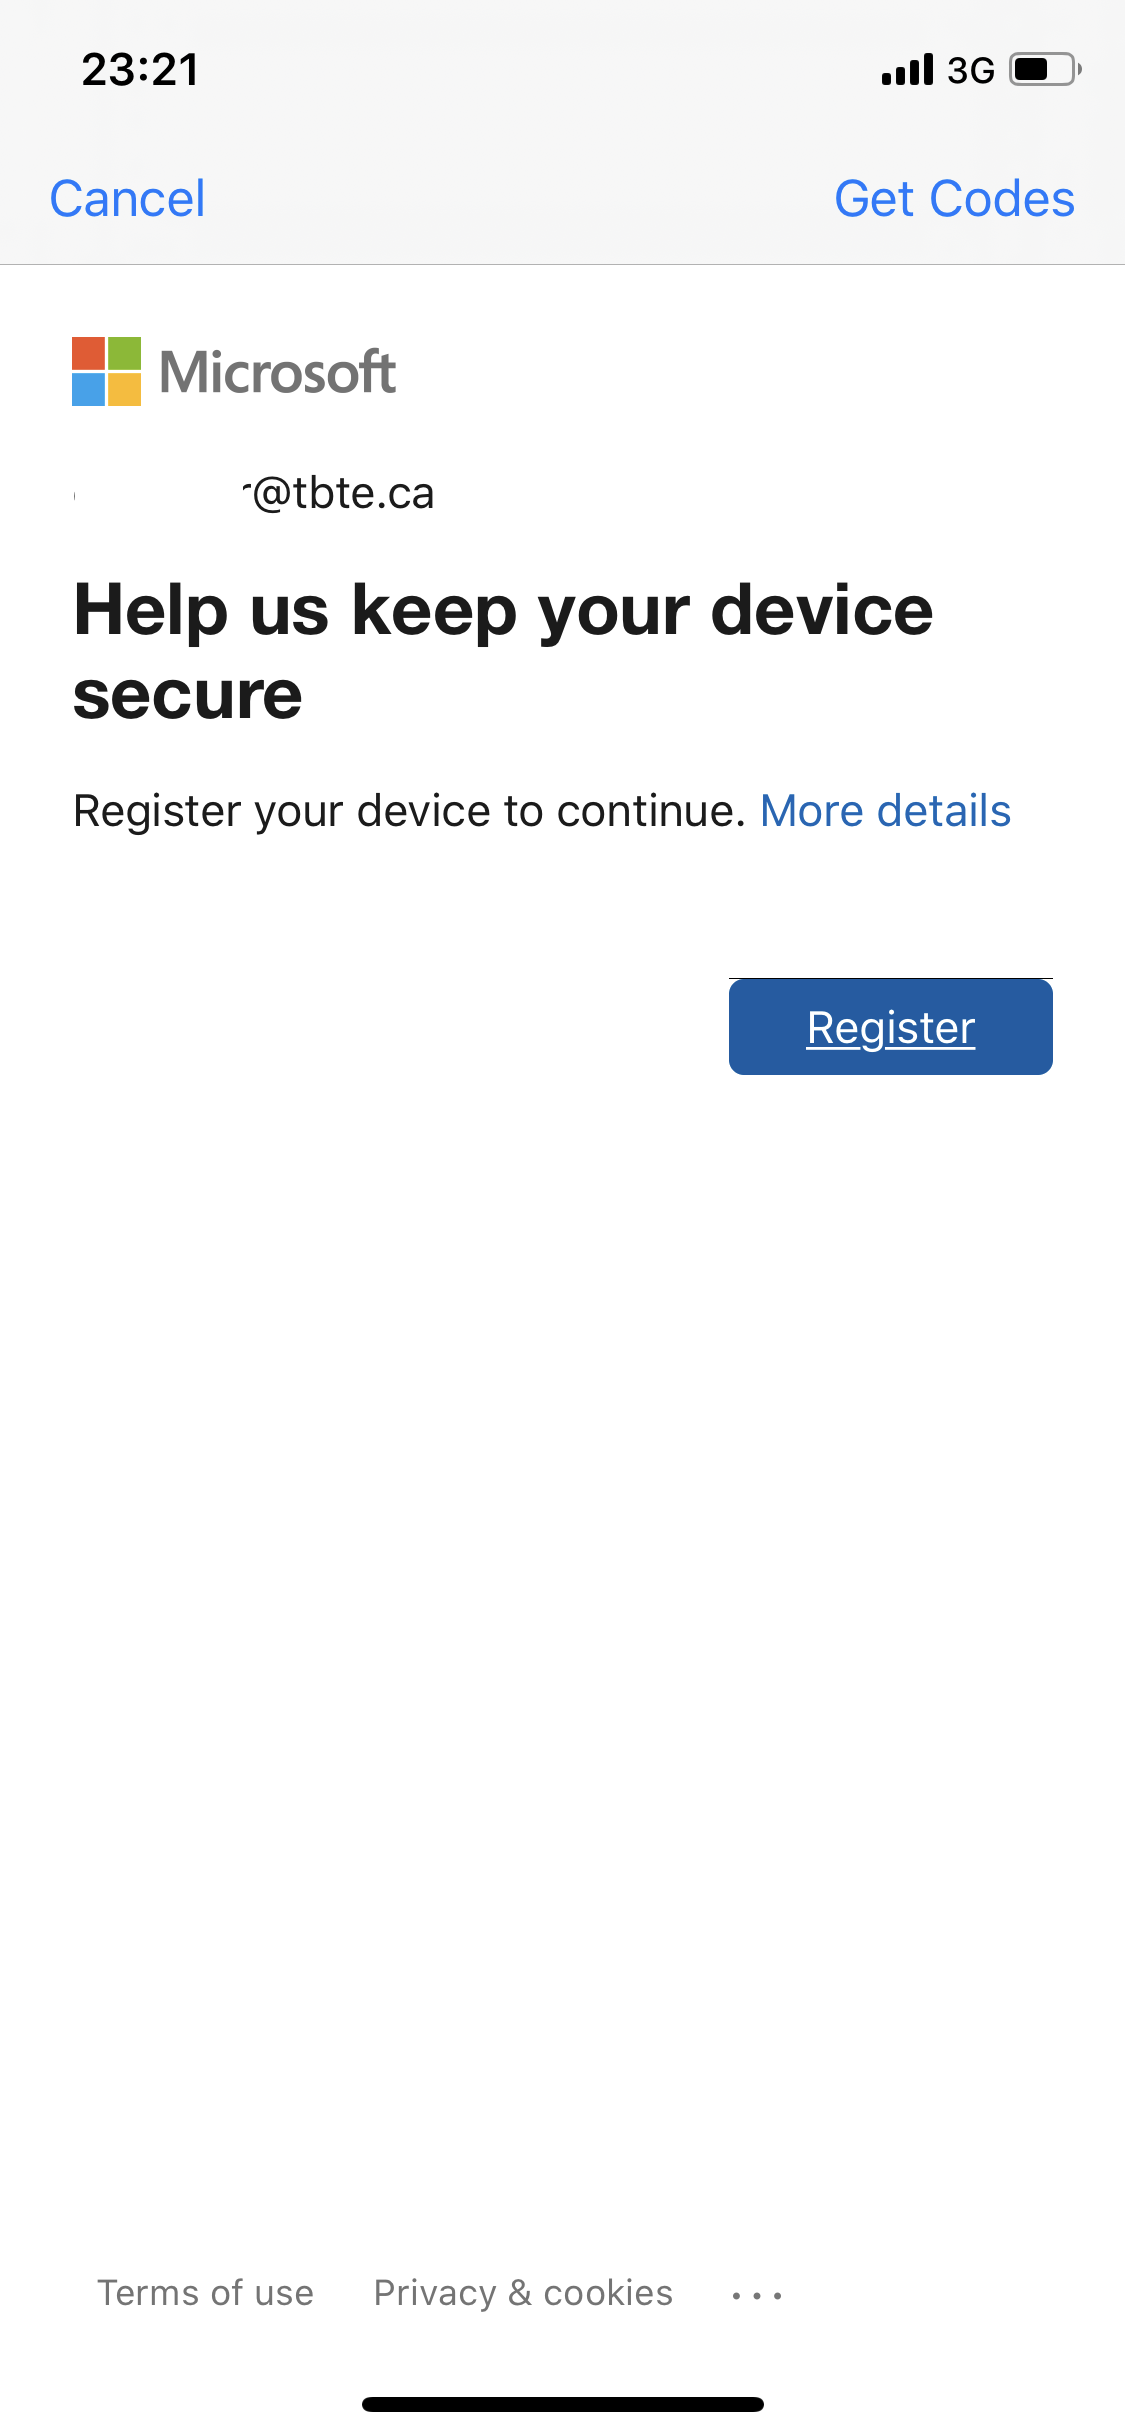 23:21 3G
Cancel Get Codes
Microsoft
r@tbte.ca
Help us keep your device
secure
Register your device to continue. More details
Register
Terms of use Privacy & cookies ...